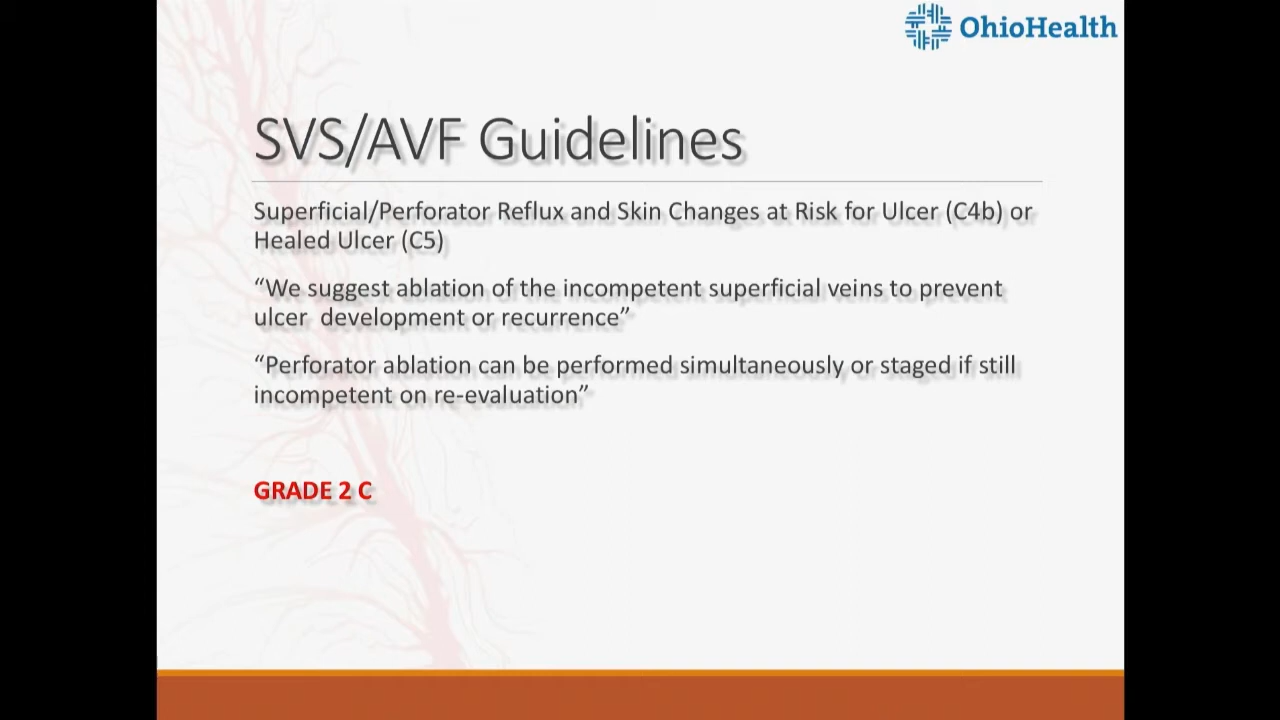 OhioHealth
SVS/AVF Guidelines
Superficial/Perforator Reflux and Skin Changes at Risk for Ulcer (C4b) or
Healed Ulcer (C5)
“We suggest ablation of the incompetent superficial veins to prevent
ulcer  development or recurrence”
“Perforator ablation can be performed simultaneously or staged if still
incompetent on re-evaluation”
GRADE 2 C